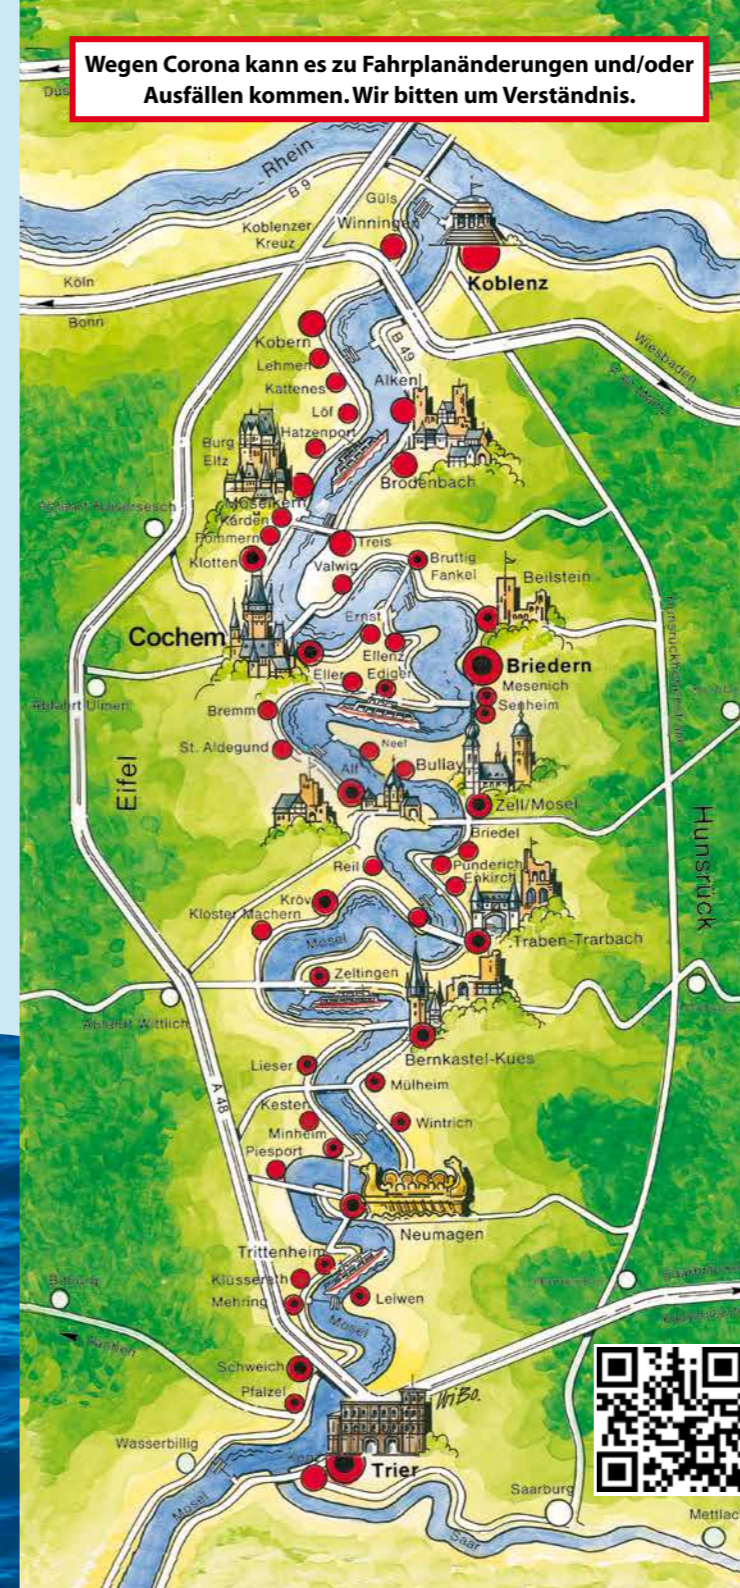 Wegen Corona kann es zu Fahrplanänderungen und/oder
Ausfällen kommen. Wir bitten um Verständnis.
Rhein
B 9
Güls
Winningen
Koblenzer
Kreuz
Koblenz
Köln
Bonn
Kobern
B 49
Wiesbaden
Lehmen
Kattenes
Alken
Löf
Hatzenport
Burg
Eltz
Brodenbach
Moselkern
Karden
Pommern
Treis
Klotten
Valwig
Bruttig
Fankel
Beilstein
Cochem
Ernst
Ellenz
Briedern
Eller
Ediger
Mesenich
Senheim
Abfahrt Ulmen
Bremm
St. Aldegund
Neef
Bullay
Alf
Eifel
Zell/Mosel
Hunsrück
Briedel
Reil
Pünderich
Enkirch
Kröv
Kloster Machern
Mosel
Traben-Trarbach
Zeltingen
Abfahrt Wittlich
Bernkastel-Kues
Lieser
Mülheim
A 48
Kesten
Wintrich
Minheim
Piesport
Neumagen
Trittenheim
Klüsserath
Mehring
Leiwen
Mosel
Schweich
Pfalzel
WiBo.
Wasserbillig
Konz
Trier
Saarburg
Mosel
Saar
Mettlac